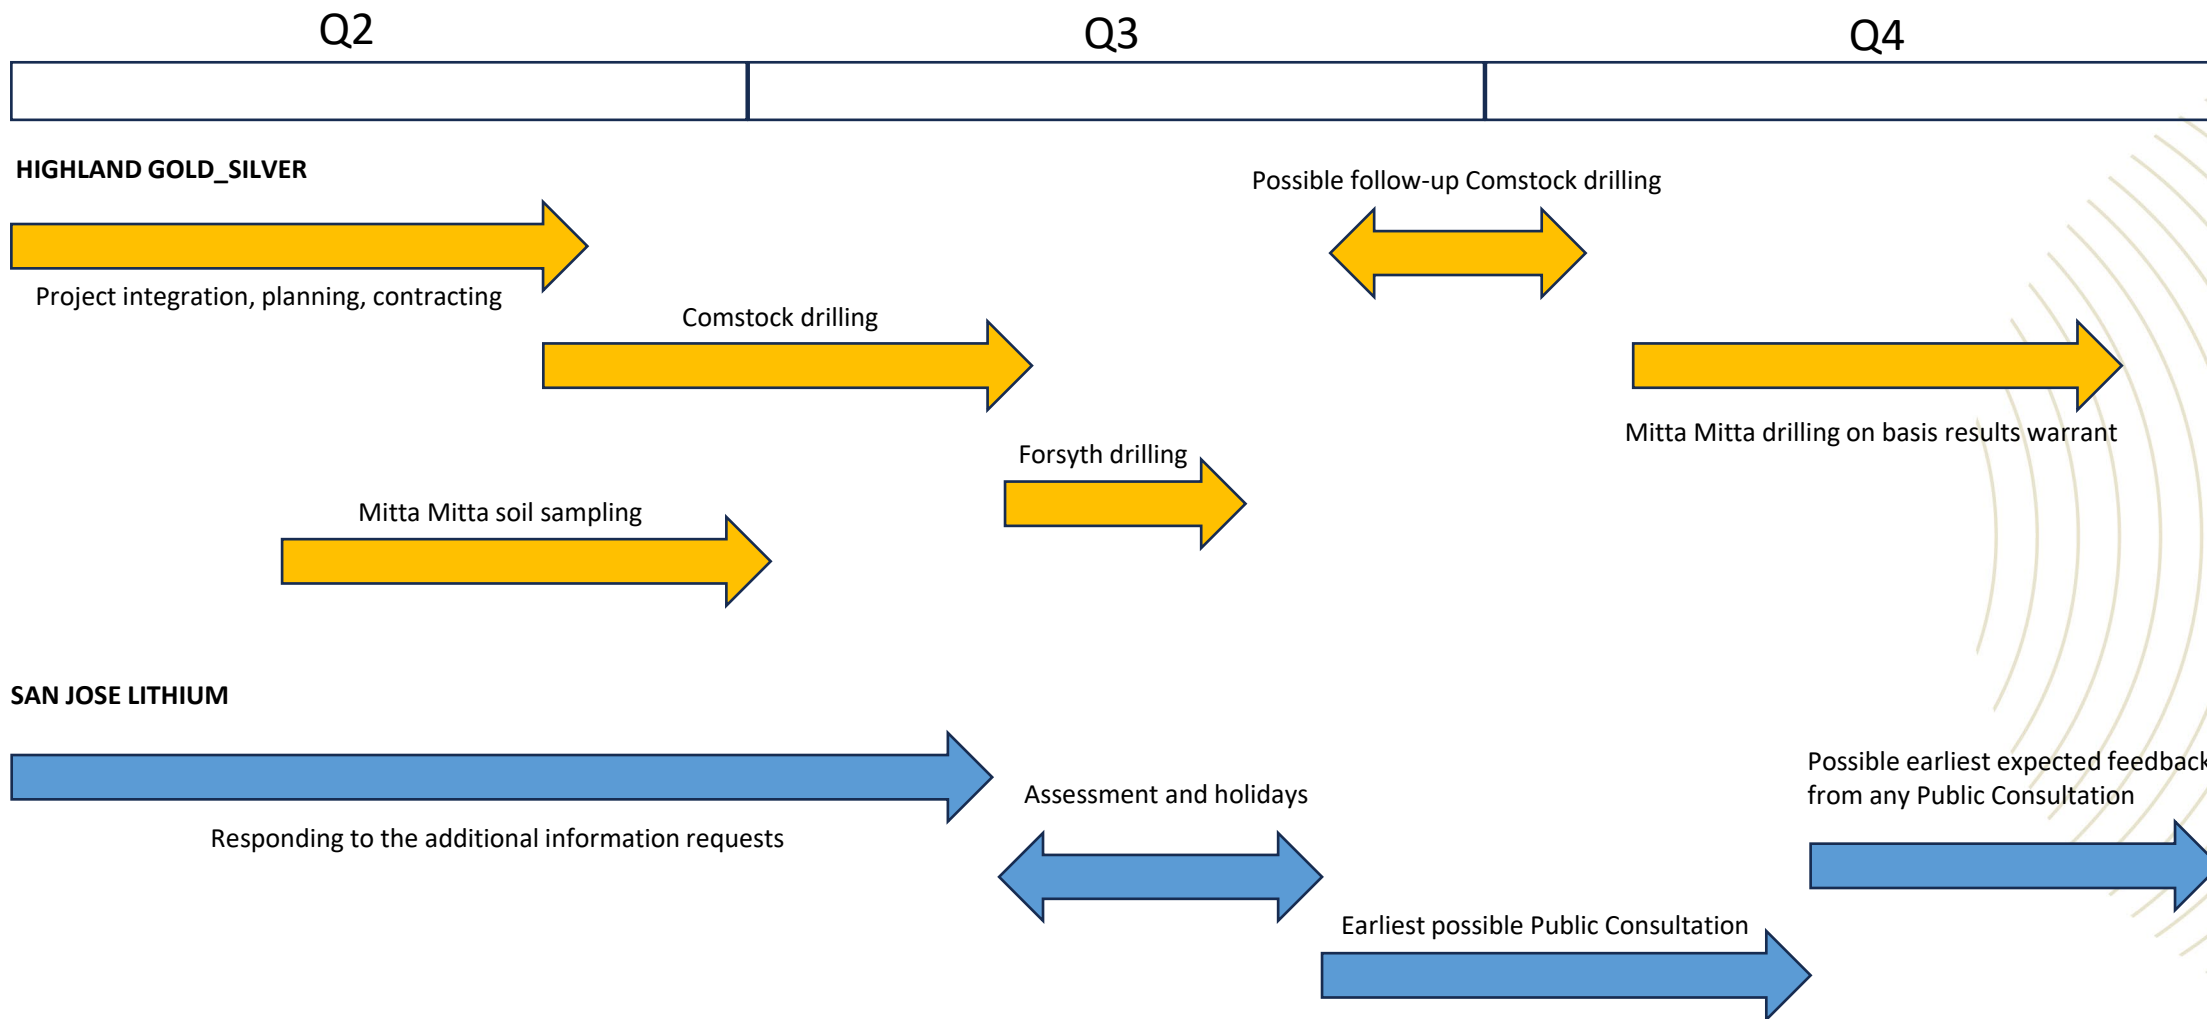 Q2
Q3
Q4
HIGHLAND GOLD_SILVER
Possible follow-up Comstock drilling
Project integration, planning, contracting
Comstock drilling
Mitta Mitta drilling on basis results warrant
Forsyth drilling
Mitta Mitta soil sampling
SAN JOSE LITHIUM
Possible earliest expected feedback
from any Public Consultation
Assessment and holidays
Responding to the additional information requests
Earliest possible Public Consultation